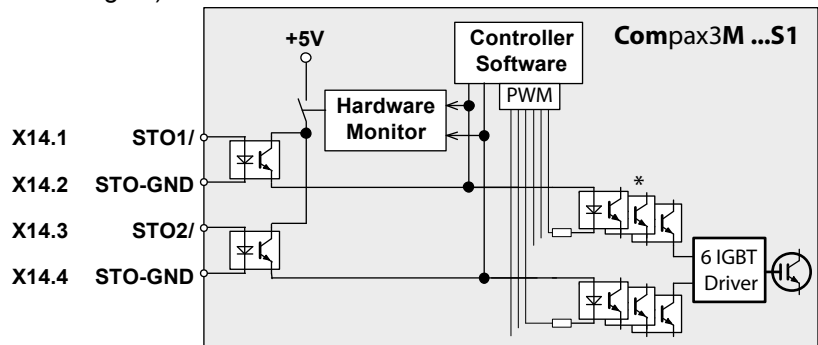 +5V
Controller
Software
Compax3M ...S1
PWM
Hardware
Monitor
X14.1 STO1/
X14.2 STO-GND
X14.3 STO2/
X14.4 STO-GND
*
6 IGBT
Driver